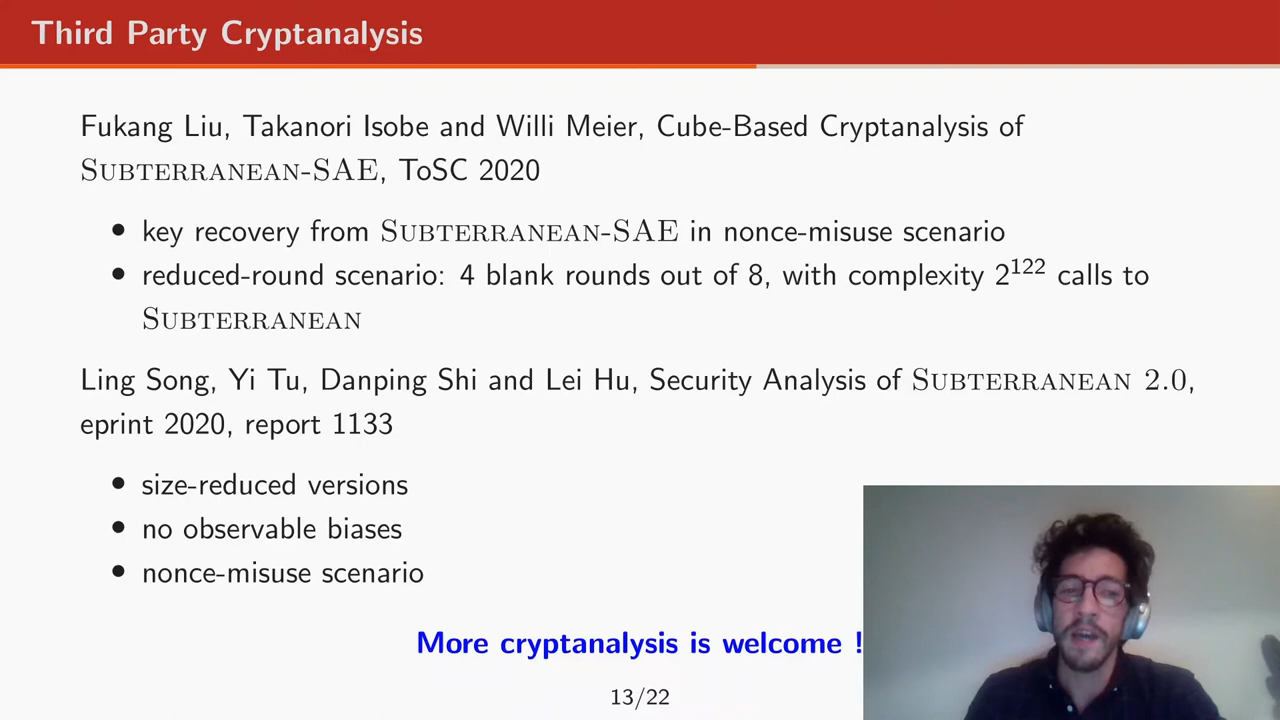 Third Party Cryptanalysis
Fukang Liu, Takanori Isobe and Willi Meier, Cube-Based Cryptanalysis of
Subterranean-SAE, ToSC 2020
• key recovery from Subterranean-SAE in nonce-misuse scenario
• reduced-round scenario: 4 blank rounds out of 8, with complexity 2¹²² calls to
Subterranean
Ling Song, Yi Tu, Danping Shi and Lei Hu, Security Analysis of Subterranean 2.0,
eprint 2020, report 1133
• size-reduced versions
• no observable biases
• nonce-misuse scenario
More cryptanalysis is welcome !
13/22